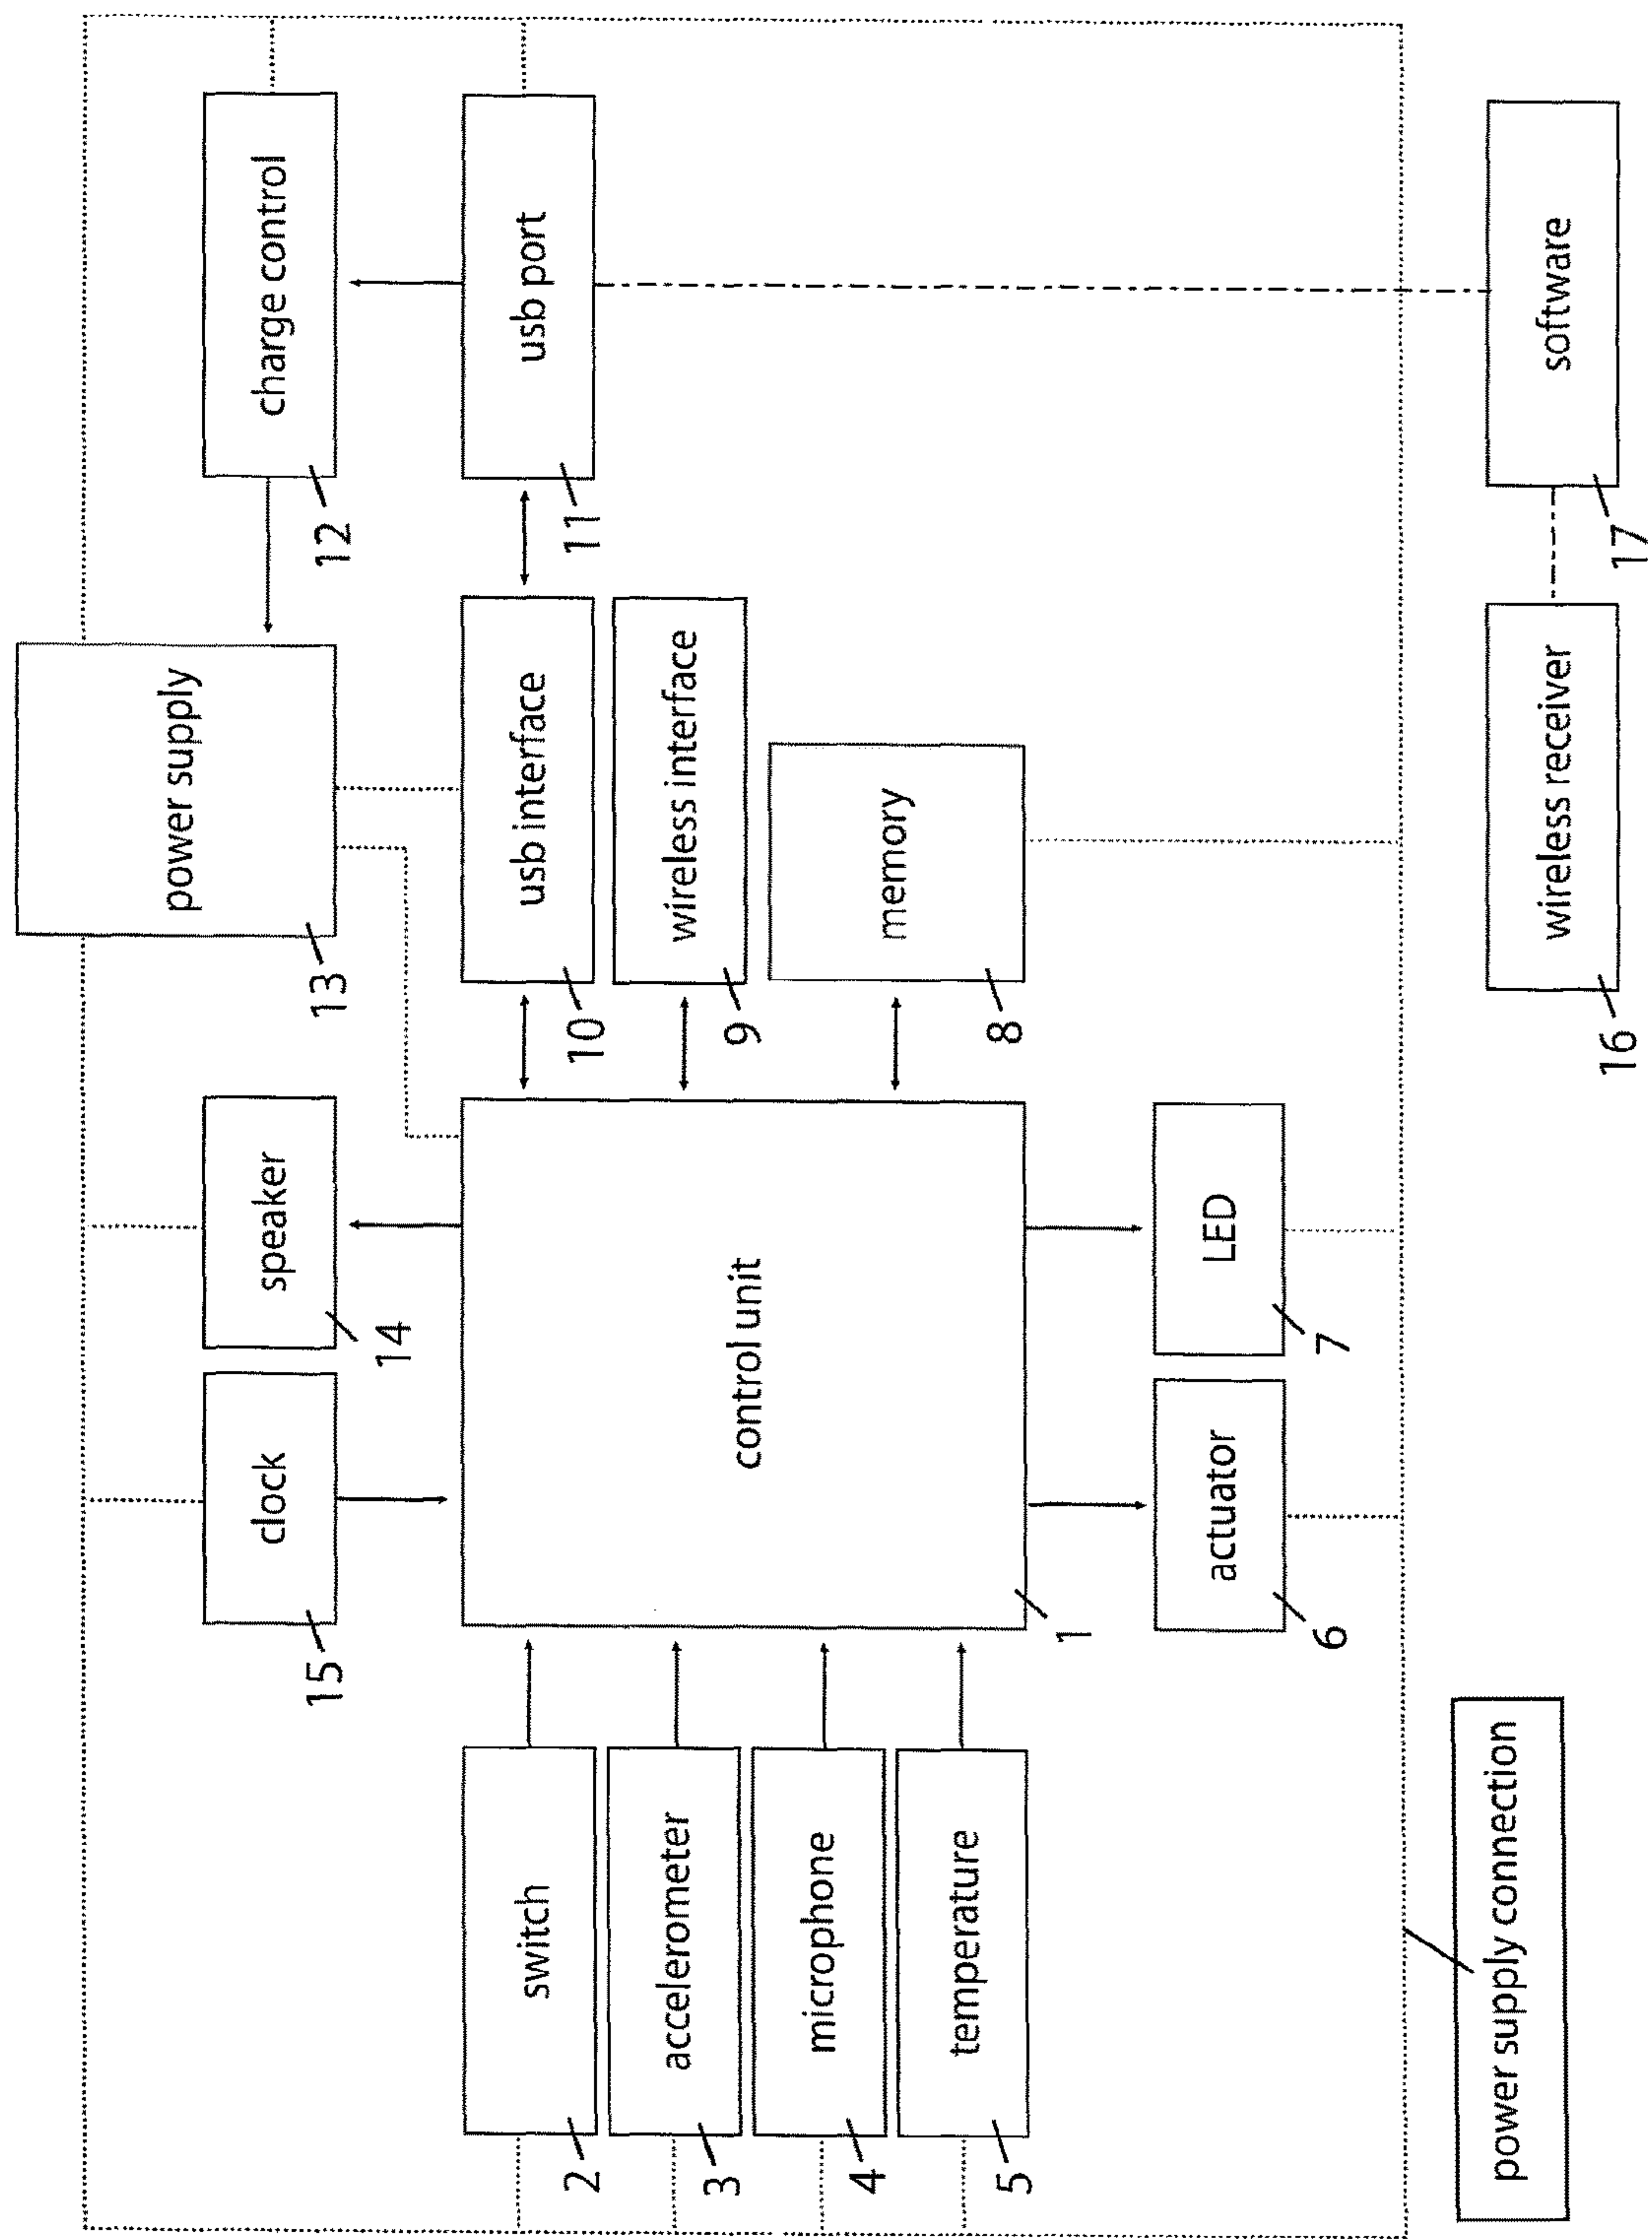 power supply
13
charge control
12
usb port
11
usb interface
10
wireless interface
9
memory
8
speaker
14
clock
15
control unit
1
switch
2
accelerometer
3
microphone
4
temperature
5
actuator
6
LED
7
wireless receiver
16
software
17
power supply connection